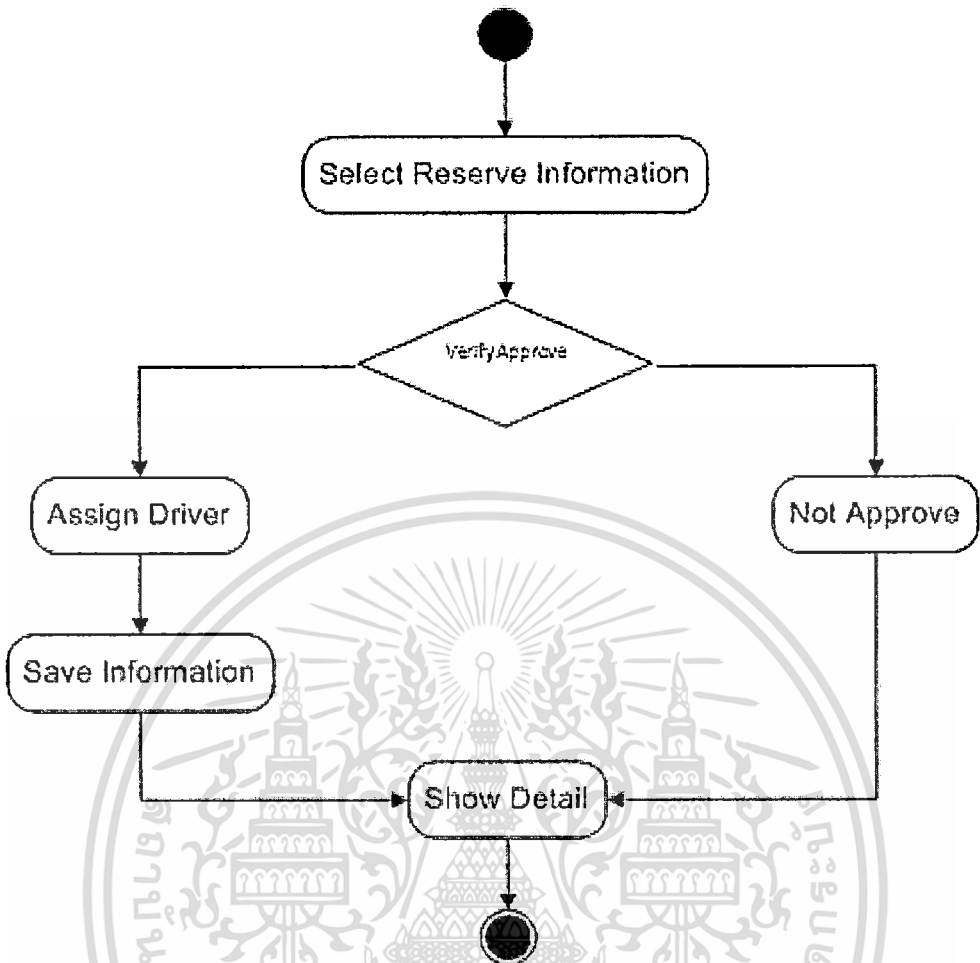 Select Reserve Information
VerifyApprove
Assign Driver
Not Approve
Save Information
Show Detail